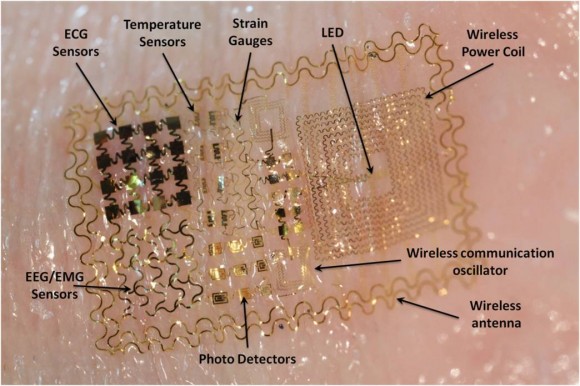 ECG
Sensors
Temperature
Sensors
Strain
Gauges
LED
Wireless
Power Coil
EEG/EMG
Sensors
Photo Detectors
Wireless communication
oscillator
Wireless
antenna